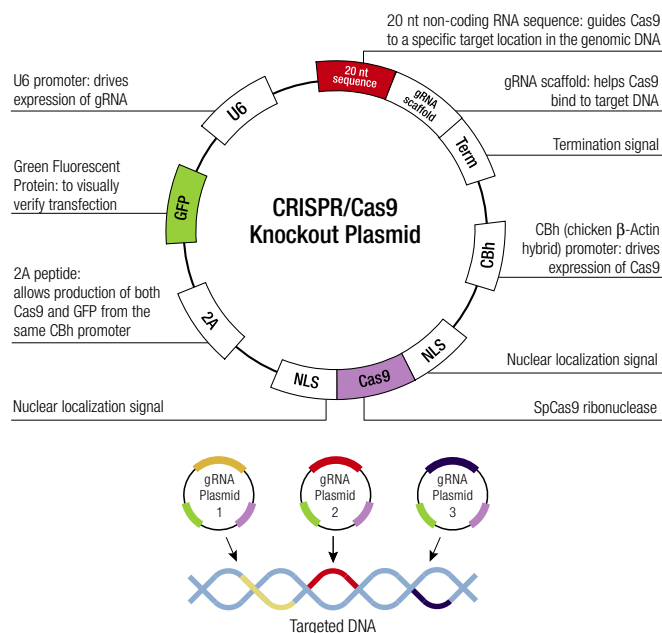 20 nt non-coding RNA sequence: guides Cas9
to a specific target location in the genomic DNA
U6 promoter: drives
expression of gRNA
gRNA scaffold: helps Cas9
bind to target DNA
Termination signal
Green Fluorescent
Protein: to visually
verify transfection
CBh (chicken β-Actin
hybrid) promoter: drives
expression of Cas9
2A peptide:
allows production of both
Cas9 and GFP from the
same CBh promoter
Nuclear localization signal
Nuclear localization signal
SpCas9 ribonuclease
20 nt
sequence
gRNA
scaffold
Term
CBh
NLS
Cas9
NLS
2A
GFP
U6
CRISPR/Cas9
Knockout Plasmid
gRNA
Plasmid
1
gRNA
Plasmid
2
gRNA
Plasmid
3
Targeted DNA